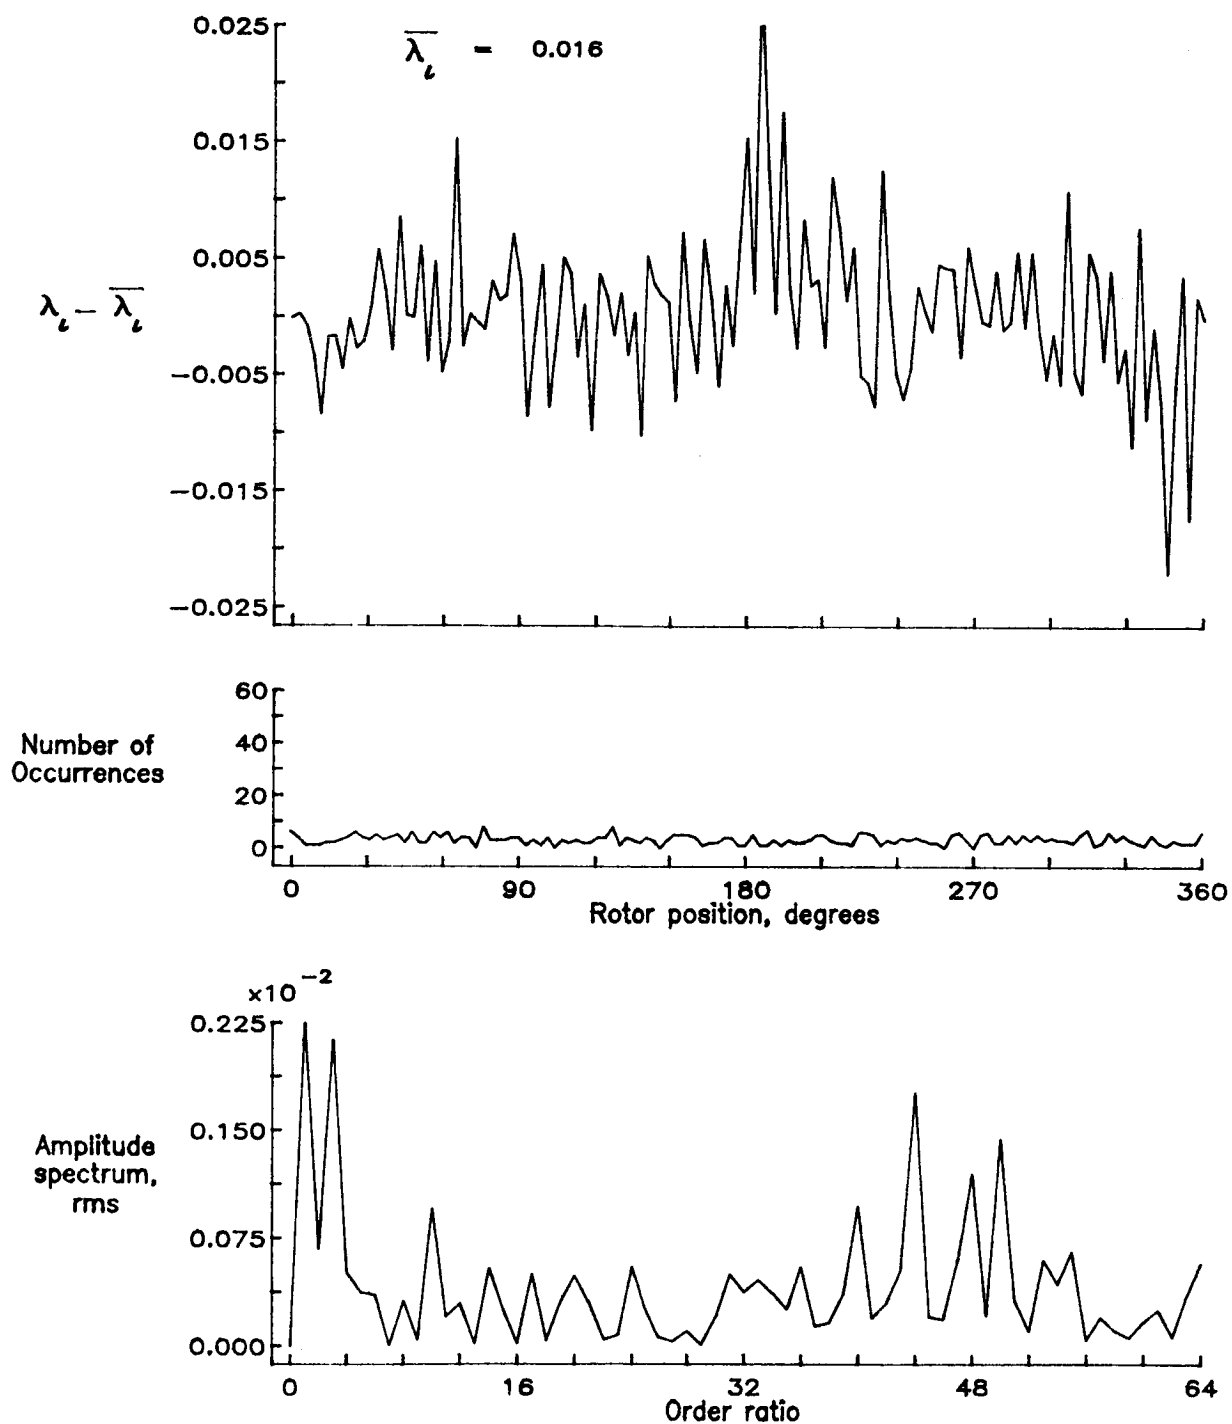 0.025
λ̅ᵢ = 0.016
0.015
0.005
λᵢ – λ̅ᵢ
−0.005
−0.015
−0.025
60
Number of
Occurrences
40
20
0
0 90 180 270 360
Rotor position, degrees
×10⁻²
0.225
0.150
Amplitude
spectrum,
rms
0.075
0.000
0 16 32 48 64
Order ratio